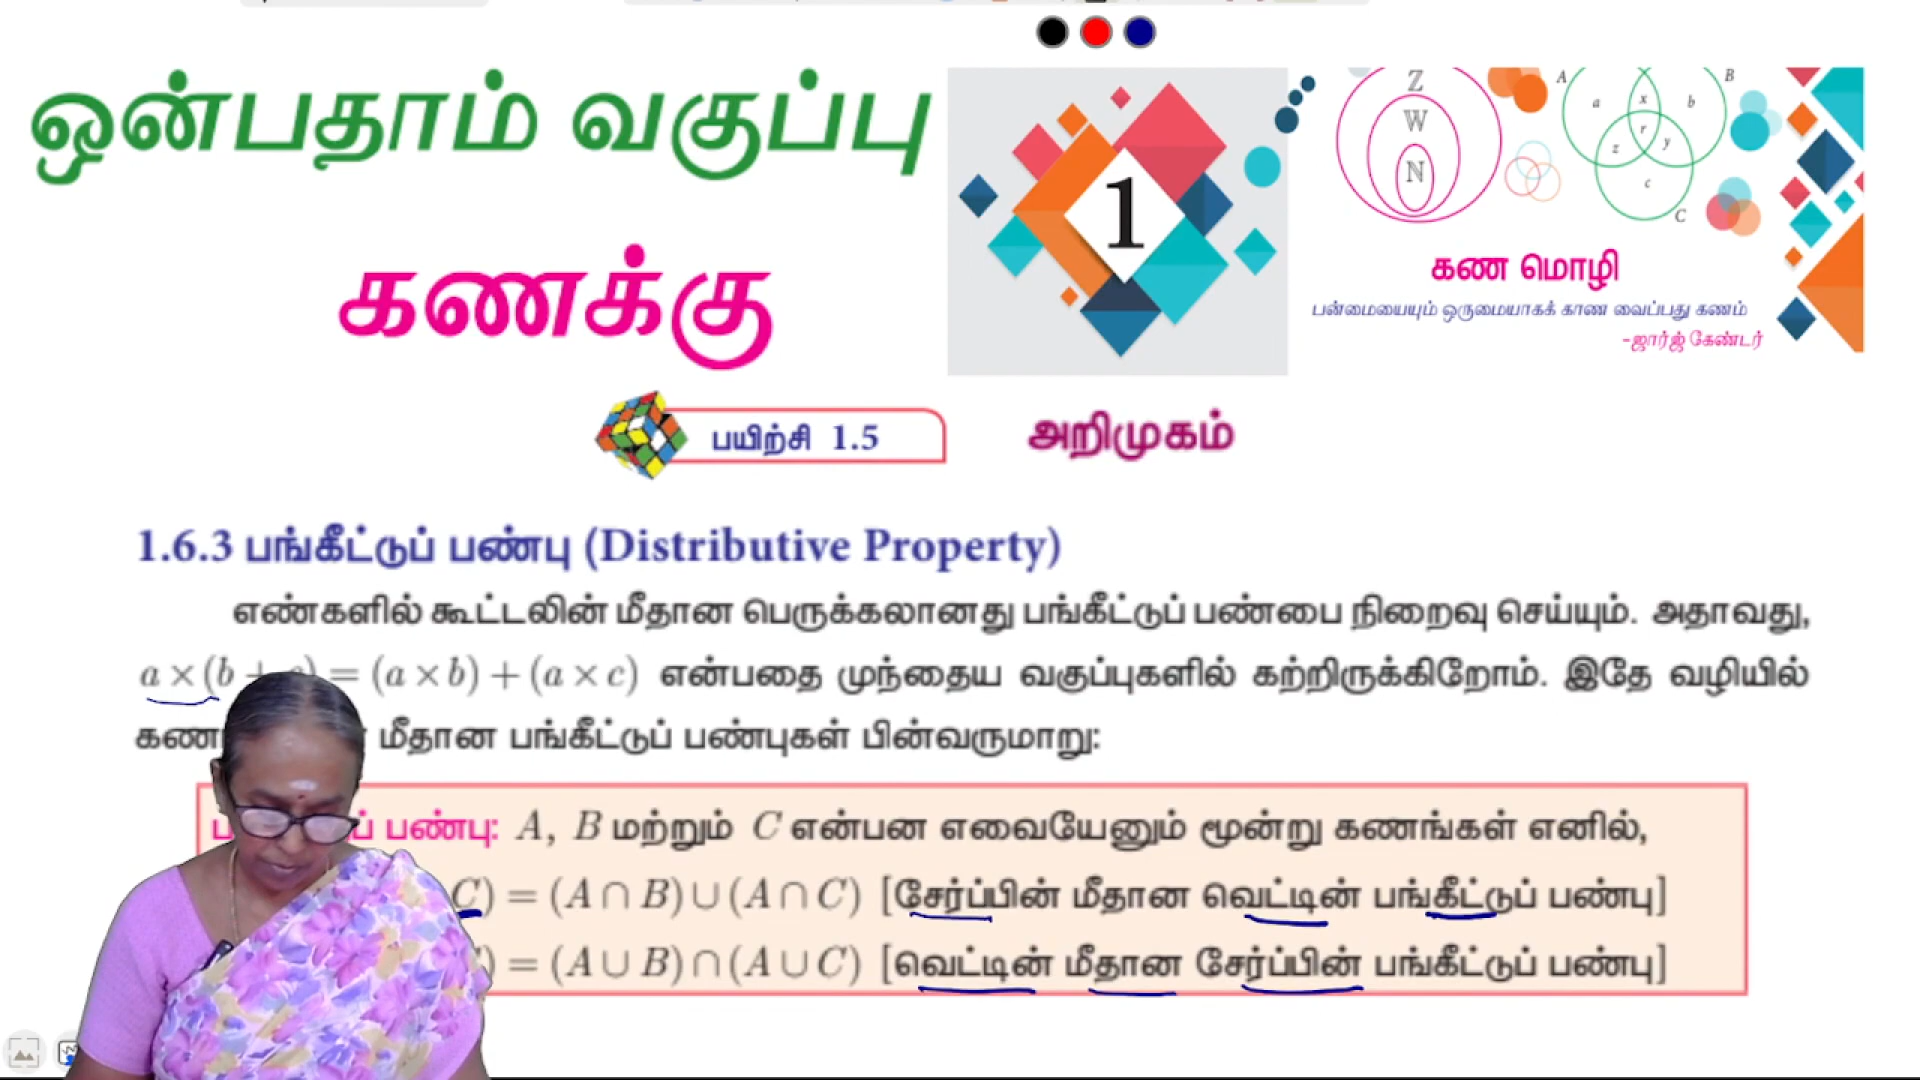 ஒன்பதாம் வகுப்பு
கணக்கு
1
Z
W
N
A
B
a
x
b
r
z
y
c
C
கண மொழி
பன்மையையும் ஒருமையாகக் காண வைப்பது கணம்
-ஜார்ஜ் கேண்டர்
பயிற்சி 1.5
அறிமுகம்
1.6.3 பங்கீட்டுப் பண்பு (Distributive Property)
எண்களில் கூட்டலின் மீதான பெருக்கலானது பங்கீட்டுப் பண்பை நிறைவு செய்யும். அதாவது,
a × (b + c) = (a × b) + (a × c) என்பதை முந்தைய வகுப்புகளில் கற்றிருக்கிறோம். இதே வழியில்
மீதான பங்கீட்டுப் பண்புகள் பின்வருமாறு:
பண்பு: A, B மற்றும் C என்பன எவையேனும் மூன்று கணங்கள் எனில்,
C) = (A ∩ B) ∪ (A ∩ C) [சேர்ப்பின் மீதான வெட்டின் பங்கீட்டுப் பண்பு]
) = (A ∪ B) ∩ (A ∪ C) [வெட்டின் மீதான சேர்ப்பின் பங்கீட்டுப் பண்பு]